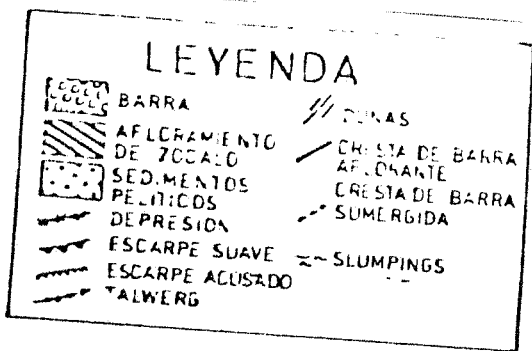 LEYENDA
BARRA
AFLORAMIENTO
DE ZOCALO
SEDIMENTOS
PELITICOS
DEPRESION
ESCARPE SUAVE
ESCARPE ACUSADO
TALWERG
DUNAS
CRESTA DE BARRA
AFLORANTE
CRESTA DE BARRA
SUMERGIDA
SLUMPINGS